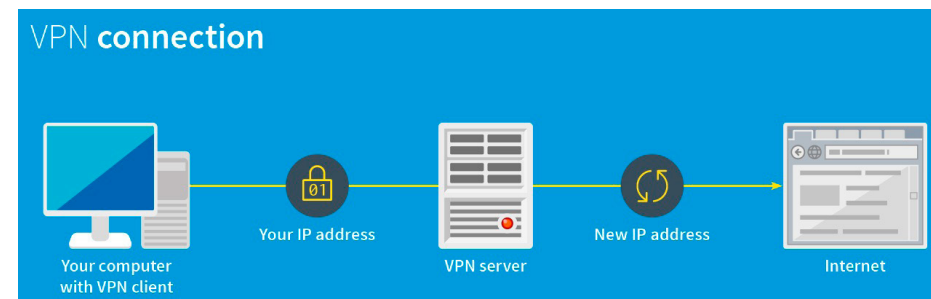 VPN connection
01
Your IP address
New IP address
Your computer
with VPN client
VPN server
Internet